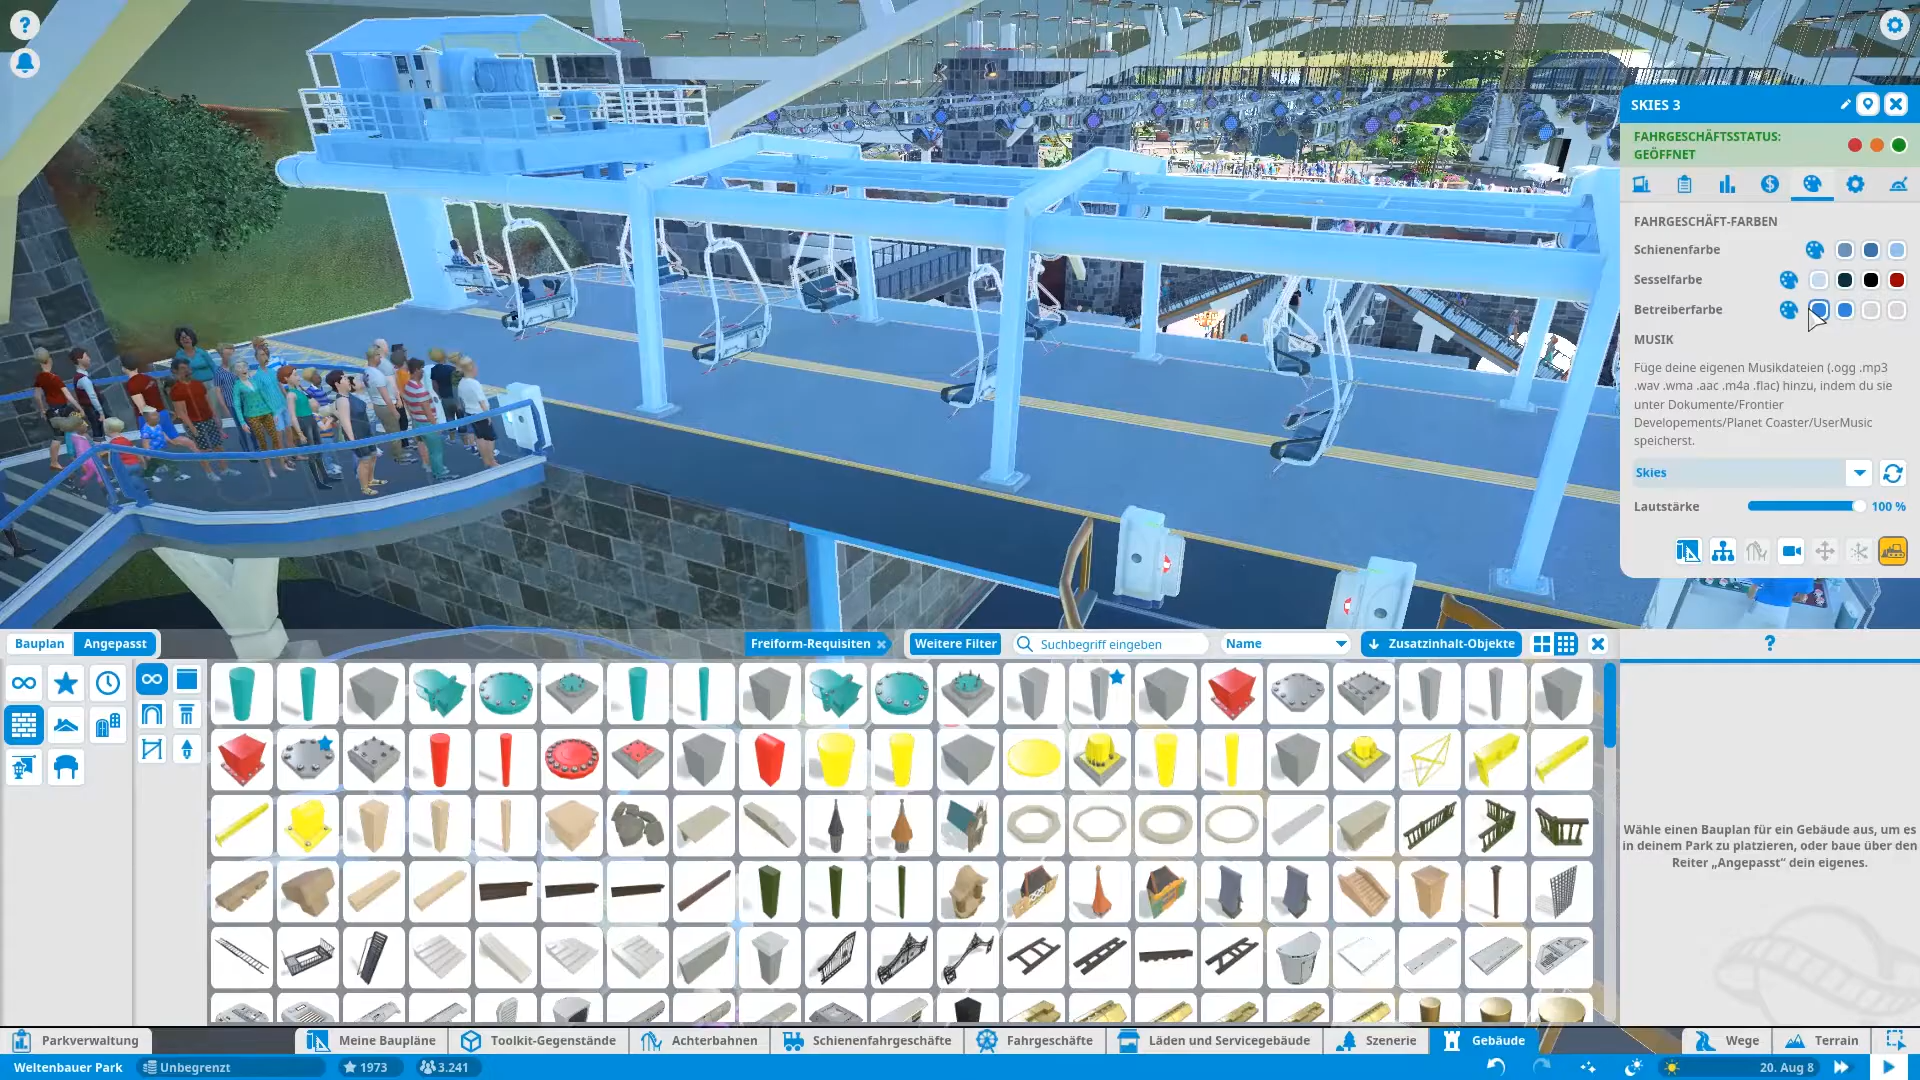 SKIES 3
FAHRGESCHÄFTSSTATUS:
GEÖFFNET
FAHRGESCHÄFT-FARBEN
Schienenfarbe
Sesselfarbe
Betreiberfarbe
MUSIK
Füge deine eigenen Musikdateien (.ogg .mp3
.wav .wma .aac .m4a .flac) hinzu, indem du sie
unter Dokumente/Frontier
Developements/Planet Coaster/UserMusic
speicherst.
Skies
Lautstärke 100 %
Bauplan Angepasst
Freiform-Requisiten Weitere Filter Suchbegriff eingeben Name Zusatzinhalt-Objekte
?
Wähle einen Bauplan für ein Gebäude aus, um es
in deinem Park zu platzieren, oder baue über den
Reiter „Angepasst“ dein eigenes.
Parkverwaltung Meine Baupläne Toolkit-Gegenstände Achterbahnen Schienenfahrgeschäfte Fahrgeschäfte Läden und Servicegebäude Szenerie Gebäude Wege Terrain
Weltenbauer Park Unbegrenzt 1973 3.241 20. Aug 8